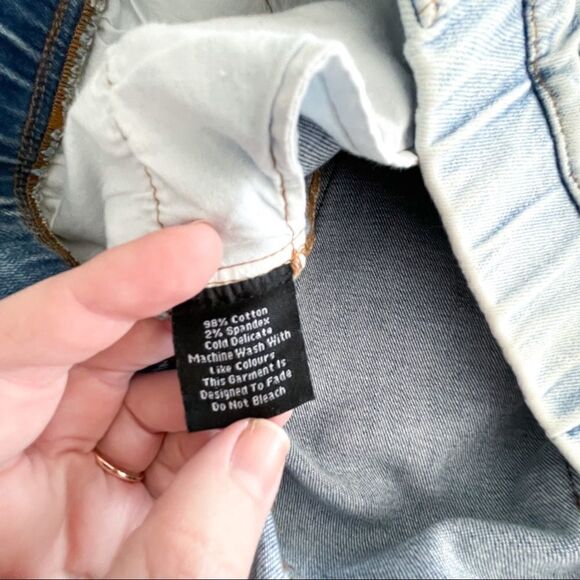 98% Cotton
2% Spandex
Cold Delicate
Machine Wash With
Like Colours
This Garment Is
Designed To Fade
Do Not Bleach